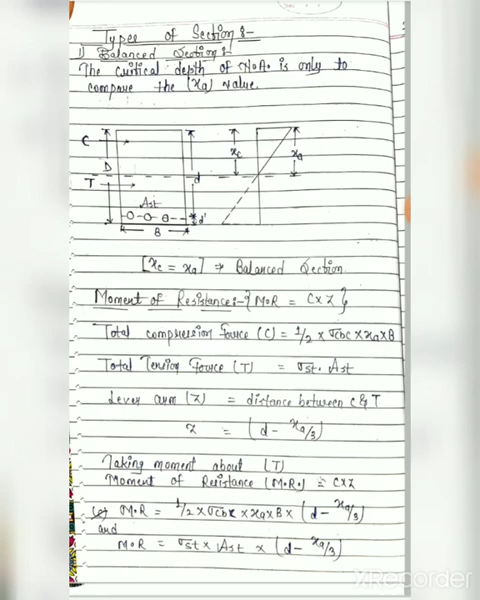 Types of Section :-
1) Balanced Section :-
The critical depth of N.A. is only to
compare the (xa) value.
C
D
T
Ast
B
d
d'
xc
xa
[xc = xa] ⇒ Balanced Section
Moment of Resistance :- {M.R = C×Z}
Total compression force (C) = 1/2 × σcbc × xa × B
Total Tension Force (T) = σst. Ast
Lever arm (z) = distance between C & T
z = (d - xa/3)
Taking moment about (T)
Moment of Resistance (M.R.) = C×Z
M.R = 1/2 × σcbc × xa × B × (d - xa/3)
and
M.R = σst × Ast × (d - xa/3)
XRecorder